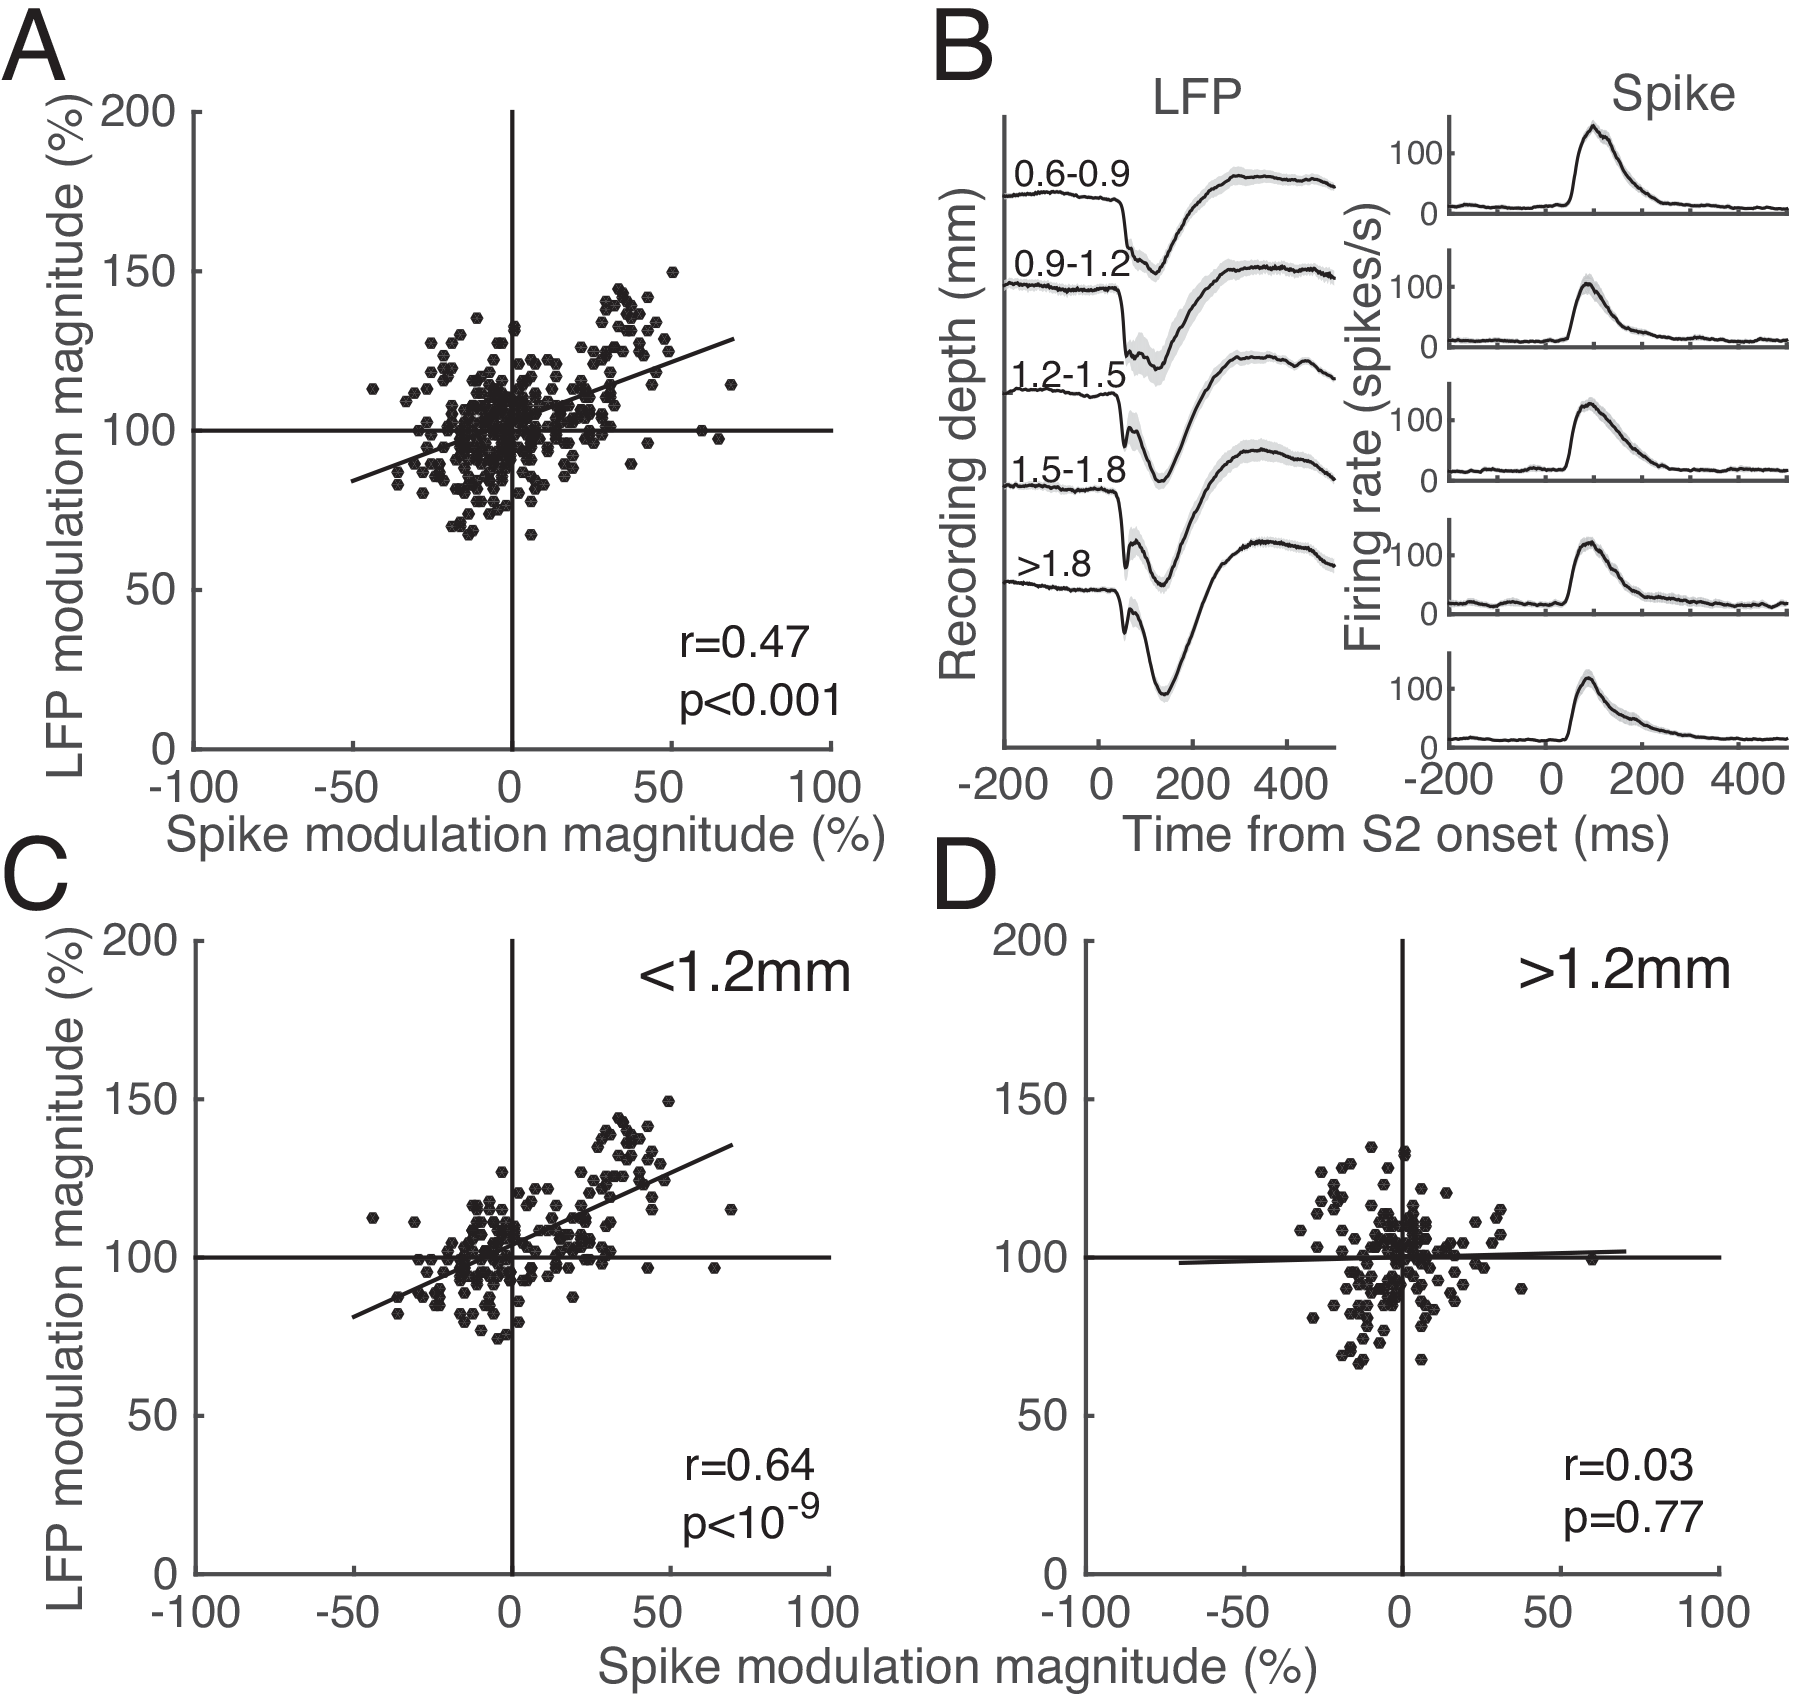 A
LFP modulation magnitude (%)
200
150
100
50
0
-100
-50
0
50
100
Spike modulation magnitude (%)
r=0.47
p<0.001
B
LFP
Spike
Recording depth (mm)
0.6-0.9
0.9-1.2
1.2-1.5
1.5-1.8
>1.8
-200
0
200
400
Firing rate (spikes/s)
100
0
100
0
100
0
100
0
100
0
-200
0
200
400
Time from S2 onset (ms)
C
LFP modulation magnitude (%)
200
150
100
50
0
-100
-50
0
50
100
<1.2mm
r=0.64
p<10-9
D
200
150
100
50
0
-100
-50
0
50
100
>1.2mm
r=0.03
p=0.77
Spike modulation magnitude (%)